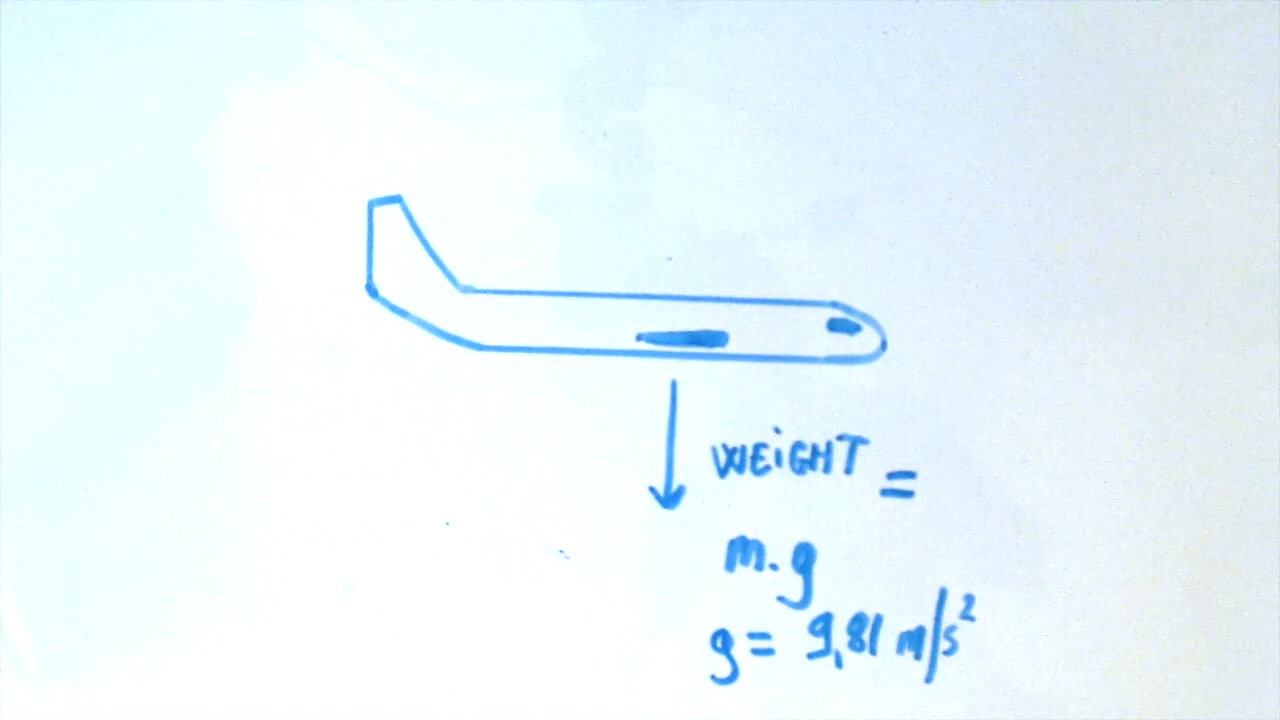 WEiGHT =
m.g
g = 9,81 m/s²